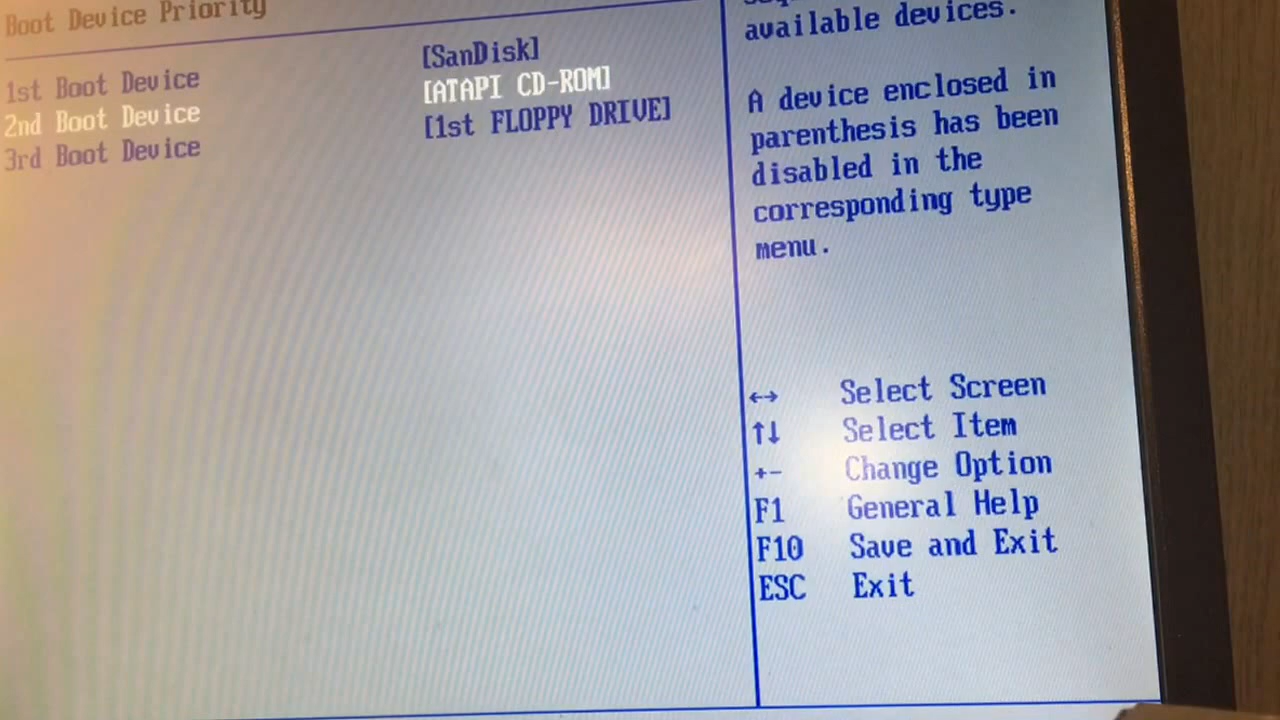 Boot Device Priority
1st Boot Device [SanDisk]
2nd Boot Device [ATAPI CD-ROM]
3rd Boot Device [1st FLOPPY DRIVE]
available devices.
A device enclosed in
parenthesis has been
disabled in the
corresponding type
menu.
←→ Select Screen
↑↓ Select Item
+- Change Option
F1 General Help
F10 Save and Exit
ESC Exit